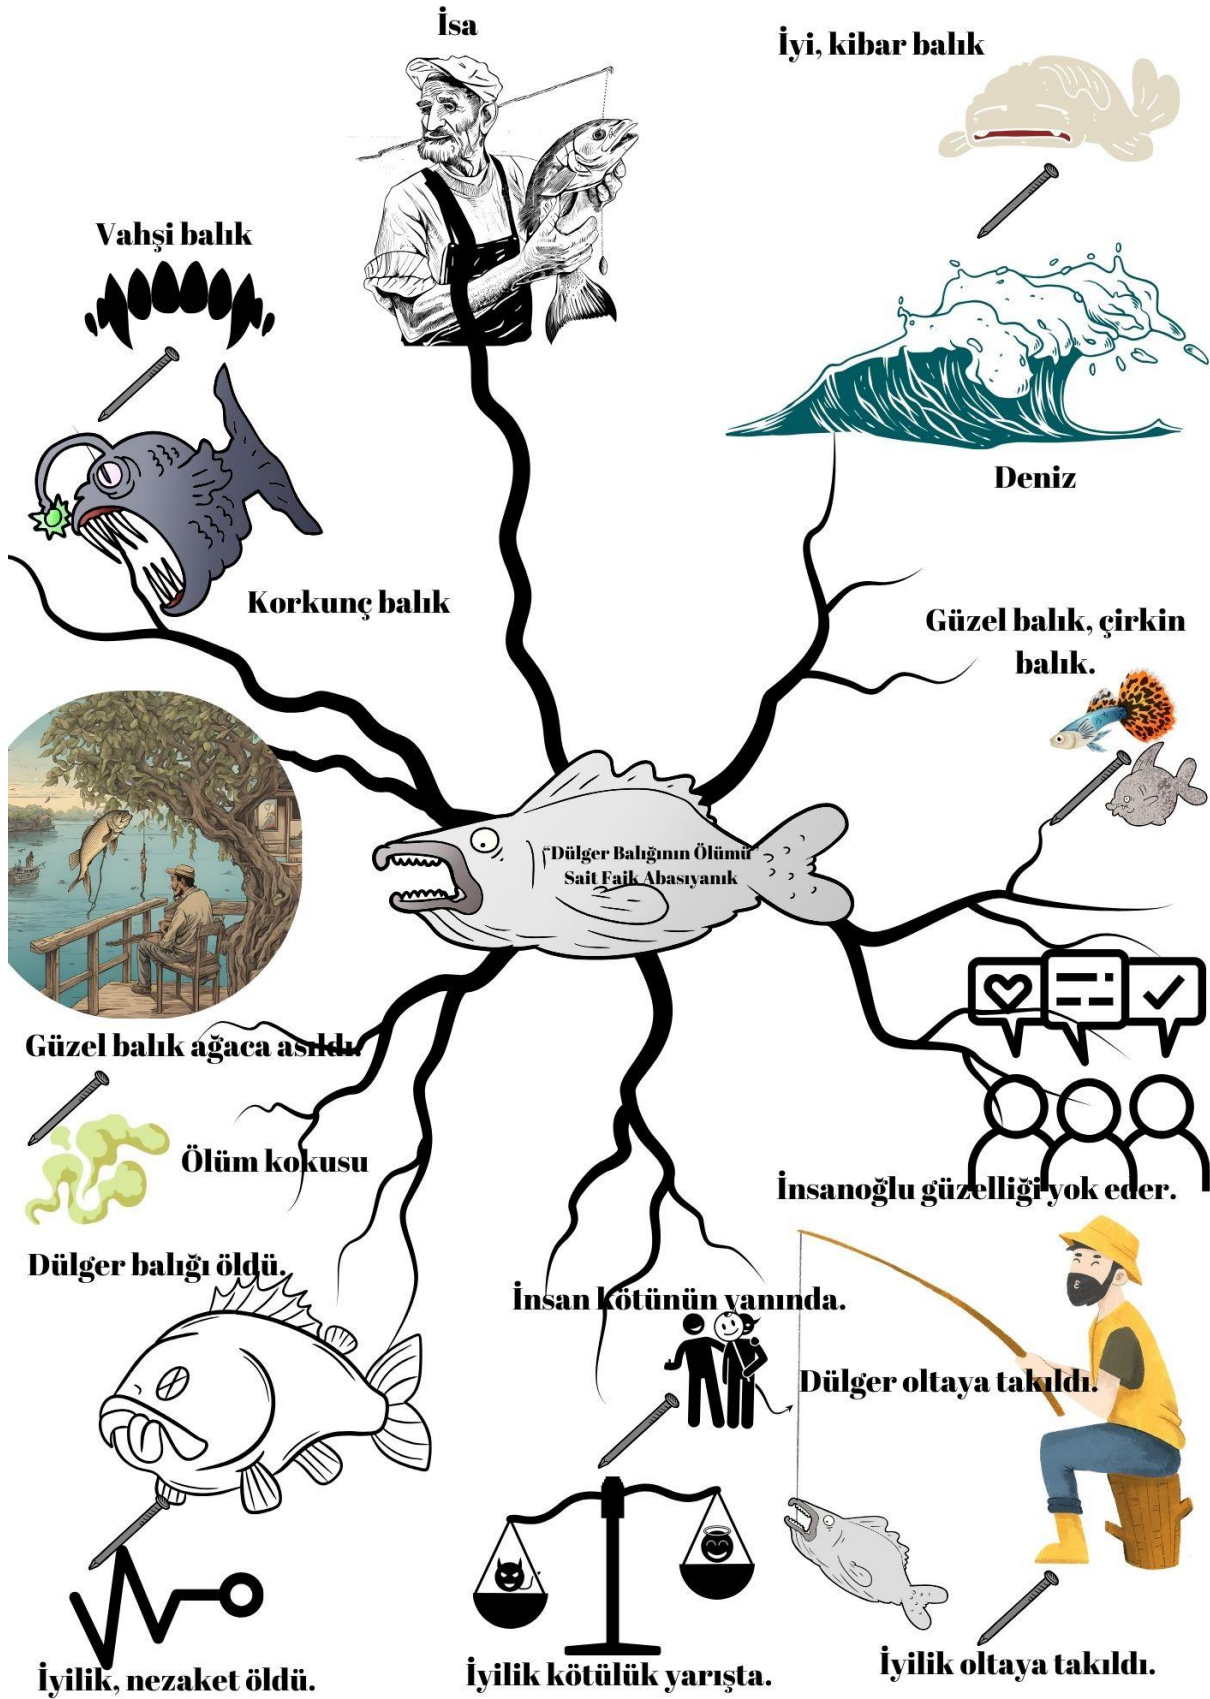 İsa
İyi, kibar balık
Vahşi balık
Deniz
Korkunç balık
Güzel balık, çirkin
balık.
“Dülger Balığının Ölümü”
Sait Faik Abasıyanık
Güzel balık ağaca asıldı.
Ölüm kokusu
İnsanoğlu güzelliği yok eder.
Dülger balığı öldü.
İnsan kötünün yanında.
Dülger oltaya takıldı.
İyilik, nezaket öldü.
İyilik kötülük yarışta.
İyilik oltaya takıldı.